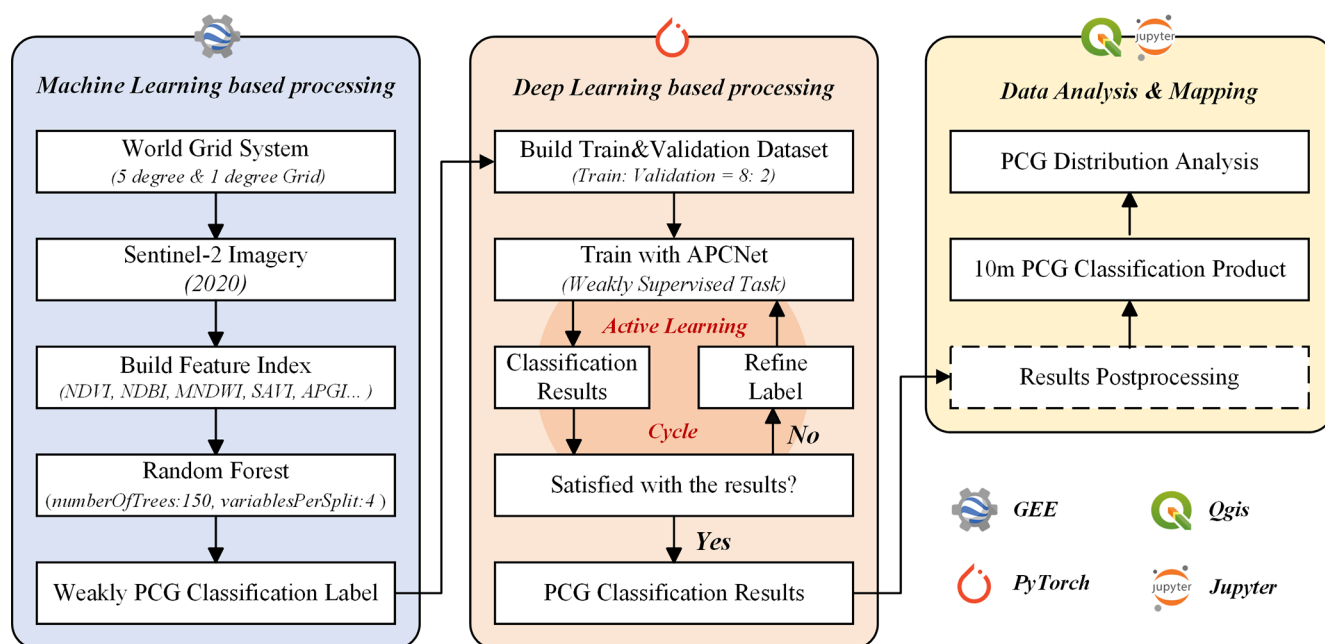 jupyter
Machine Learning based processing
World Grid System
(5 degree & 1 degree Grid)
Sentinel-2 Imagery
(2020)
Build Feature Index
(NDVI, NDBI, MNDWI, SAVI, APGI... )
Random Forest
(numberOfTrees:150, variablesPerSplit:4 )
Weakly PCG Classification Label
Deep Learning based processing
Build Train&Validation Dataset
(Train: Validation = 8: 2)
Train with APCNet
(Weakly Supervised Task)
Active Learning
Classification
Results
Refine
Label
Cycle
No
Satisfied with the results?
Yes
PCG Classification Results
Data Analysis & Mapping
PCG Distribution Analysis
10m PCG Classification Product
Results Postprocessing
GEE
Qgis
PyTorch
jupyter
Jupyter